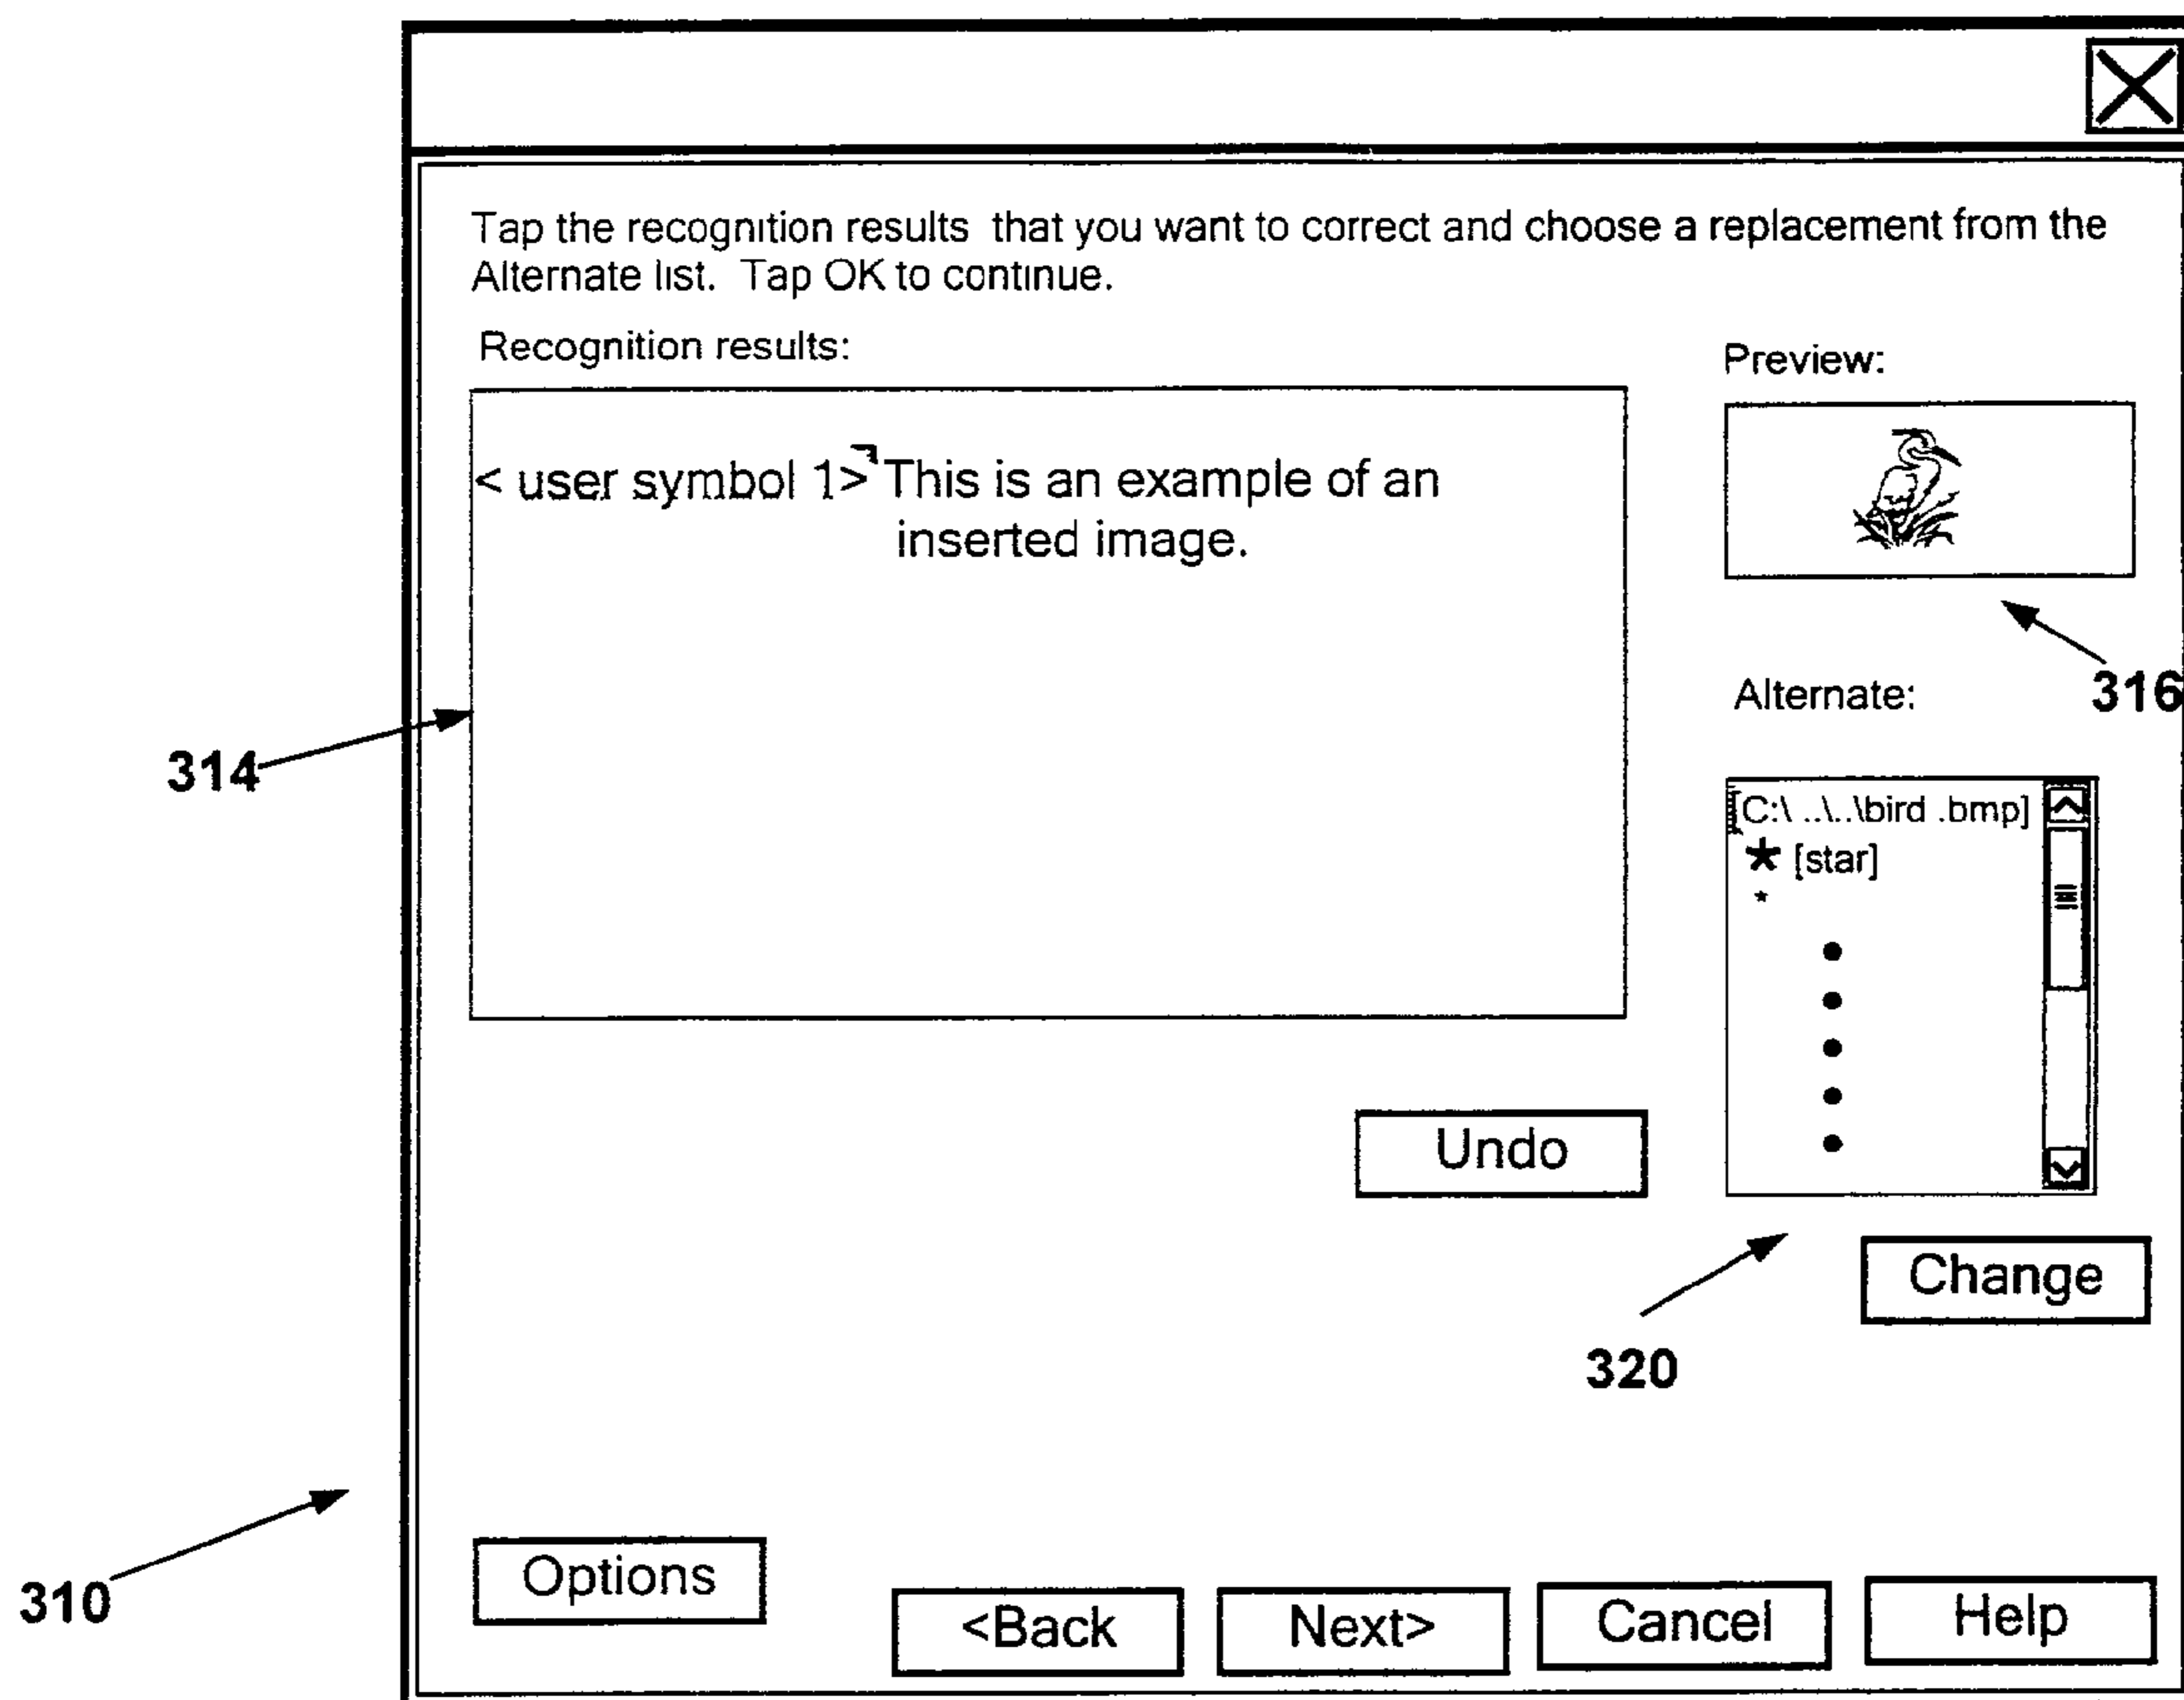 Tap the recognition results that you want to correct and choose a replacement from the
Alternate list. Tap OK to continue.
Recognition results:
Preview:
< user symbol 1> This is an example of an
inserted image.
316
Alternate:
314
[C:\ ..\..\bird .bmp]
* [star]
*
Undo
Change
320
310
Options
<Back
Next>
Cancel
Help